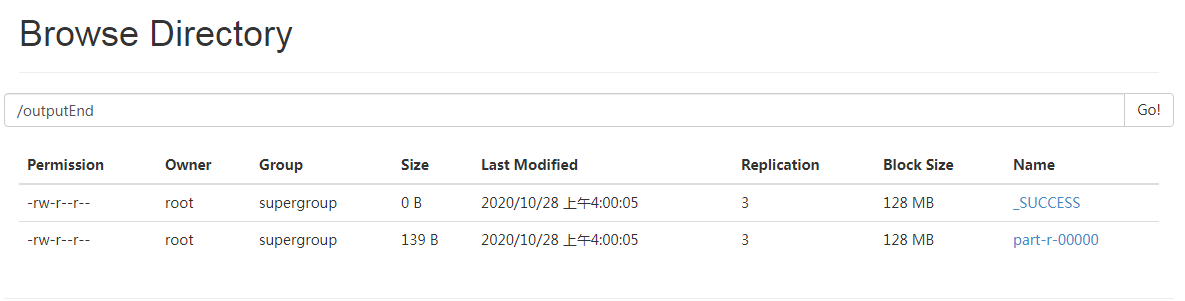 Browse Directory
/outputEnd Go!
Permission Owner Group Size Last Modified Replication Block Size Name
-rw-r--r-- root supergroup 0 B 2020/10/28 上午4:00:05 3 128 MB _SUCCESS
-rw-r--r-- root supergroup 139 B 2020/10/28 上午4:00:05 3 128 MB part-r-00000